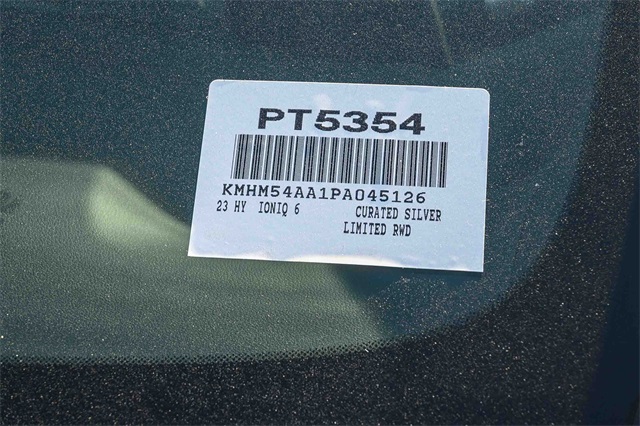 PT5354
KMHM54AA1PA045126
23 HY IONIQ 6 CURATED SILVER
LIMITED RWD